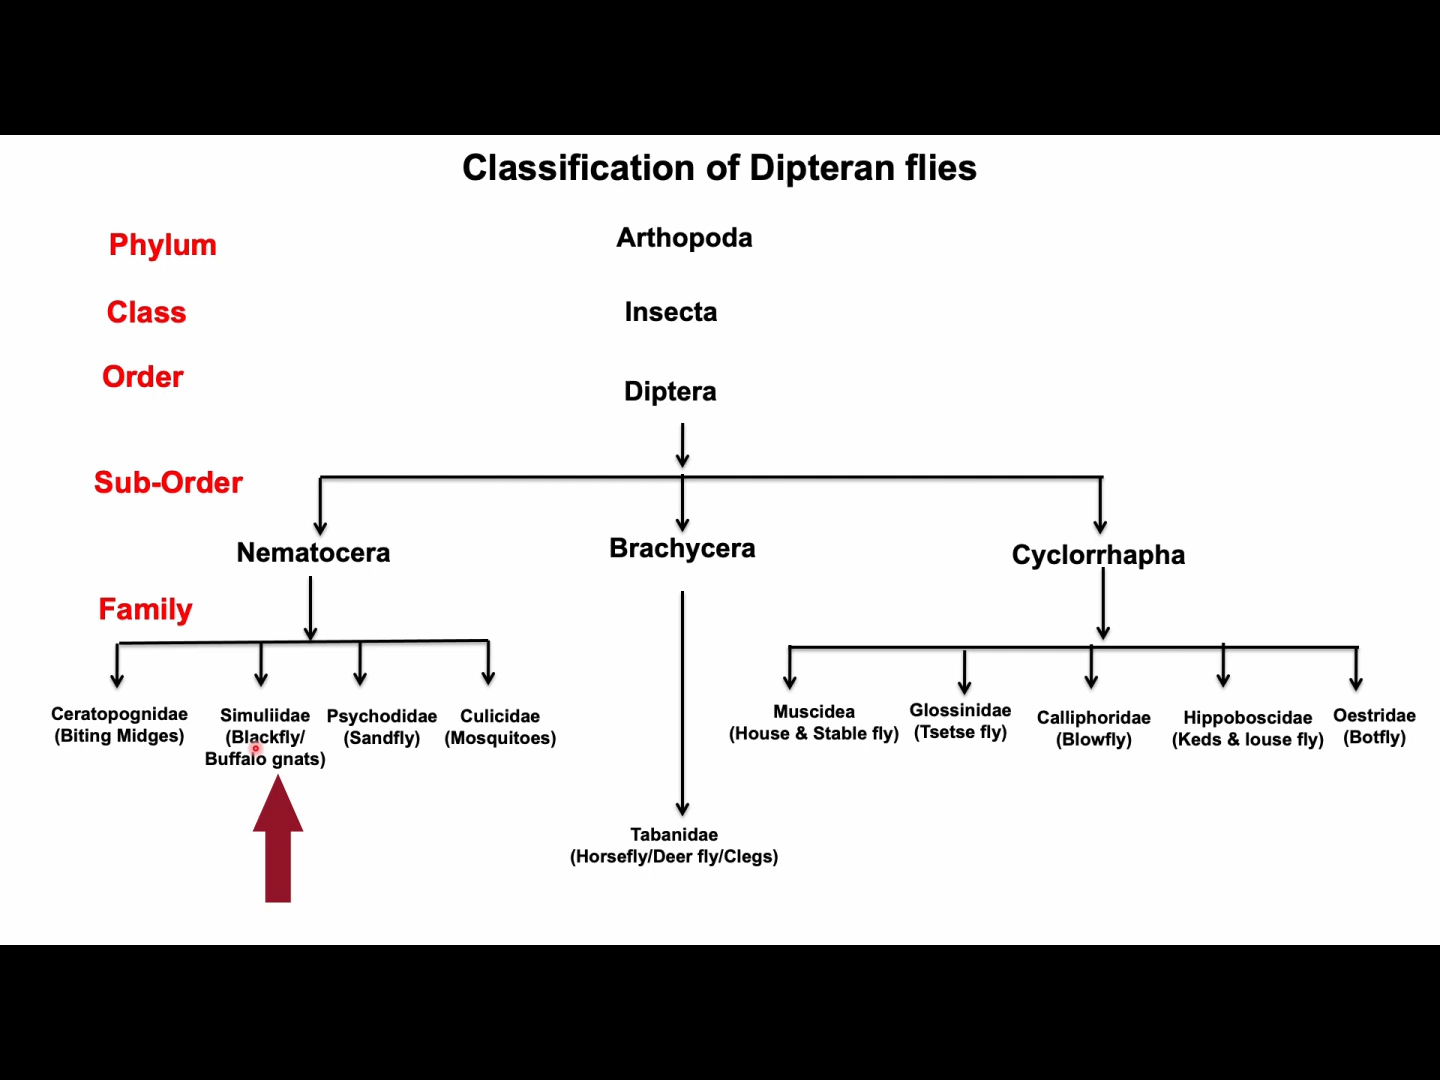 Classification of Dipteran flies
Phylum
Arthopoda
Class
Insecta
Order
Diptera
Sub-Order
Nematocera
Brachycera
Cyclorrhapha
Family
Ceratopognidae
(Biting Midges)
Simuliidae
(Blackfly/
Buffalo gnats)
Psychodidae
(Sandfly)
Culicidae
(Mosquitoes)
Muscidea
(House & Stable fly)
Glossinidae
(Tsetse fly)
Calliphoridae
(Blowfly)
Hippoboscidae
(Keds & louse fly)
Oestridae
(Botfly)
Tabanidae
(Horsefly/Deer fly/Clegs)